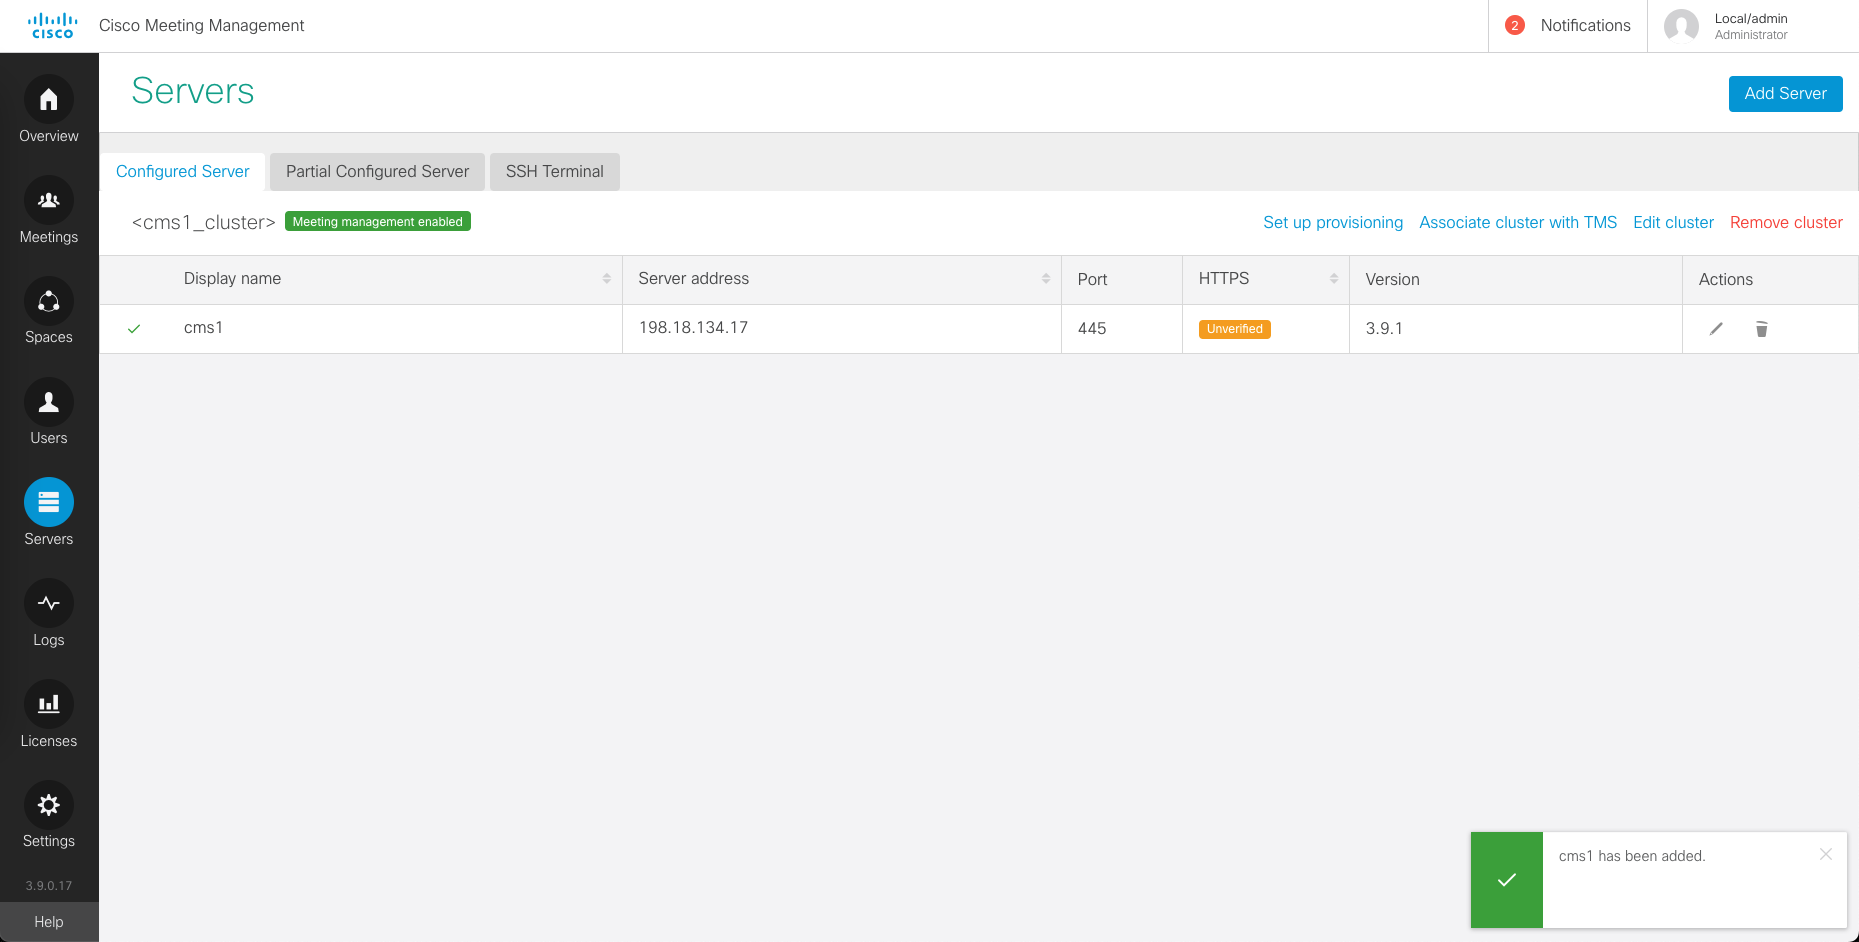 cisco
Cisco Meeting Management
2
Notifications
Local/admin
Administrator
Overview
Meetings
Spaces
Users
Servers
Logs
Licenses
Settings
3.9.0.17
Help
Servers
Add Server
Configured Server
Partial Configured Server
SSH Terminal
<cms1_cluster>
Meeting management enabled
Set up provisioning
Associate cluster with TMS
Edit cluster
Remove cluster
Display name
Server address
Port
HTTPS
Version
Actions
cms1
198.18.134.17
445
Unverified
3.9.1
cms1 has been added.